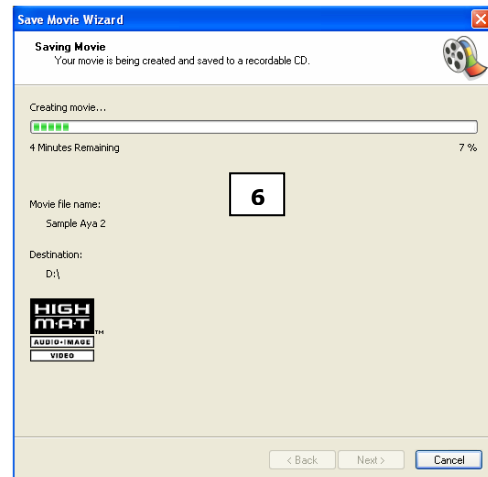 Save Movie Wizard
Saving Movie
Your movie is being created and saved to a recordable CD.
Creating movie...
4 Minutes Remaining 7 %
6
Movie file name:
Sample Aya 2
Destination:
D:\
HIGH
M·A·T TM
AUDIO·IMAGE
VIDEO
< Back Next > Cancel